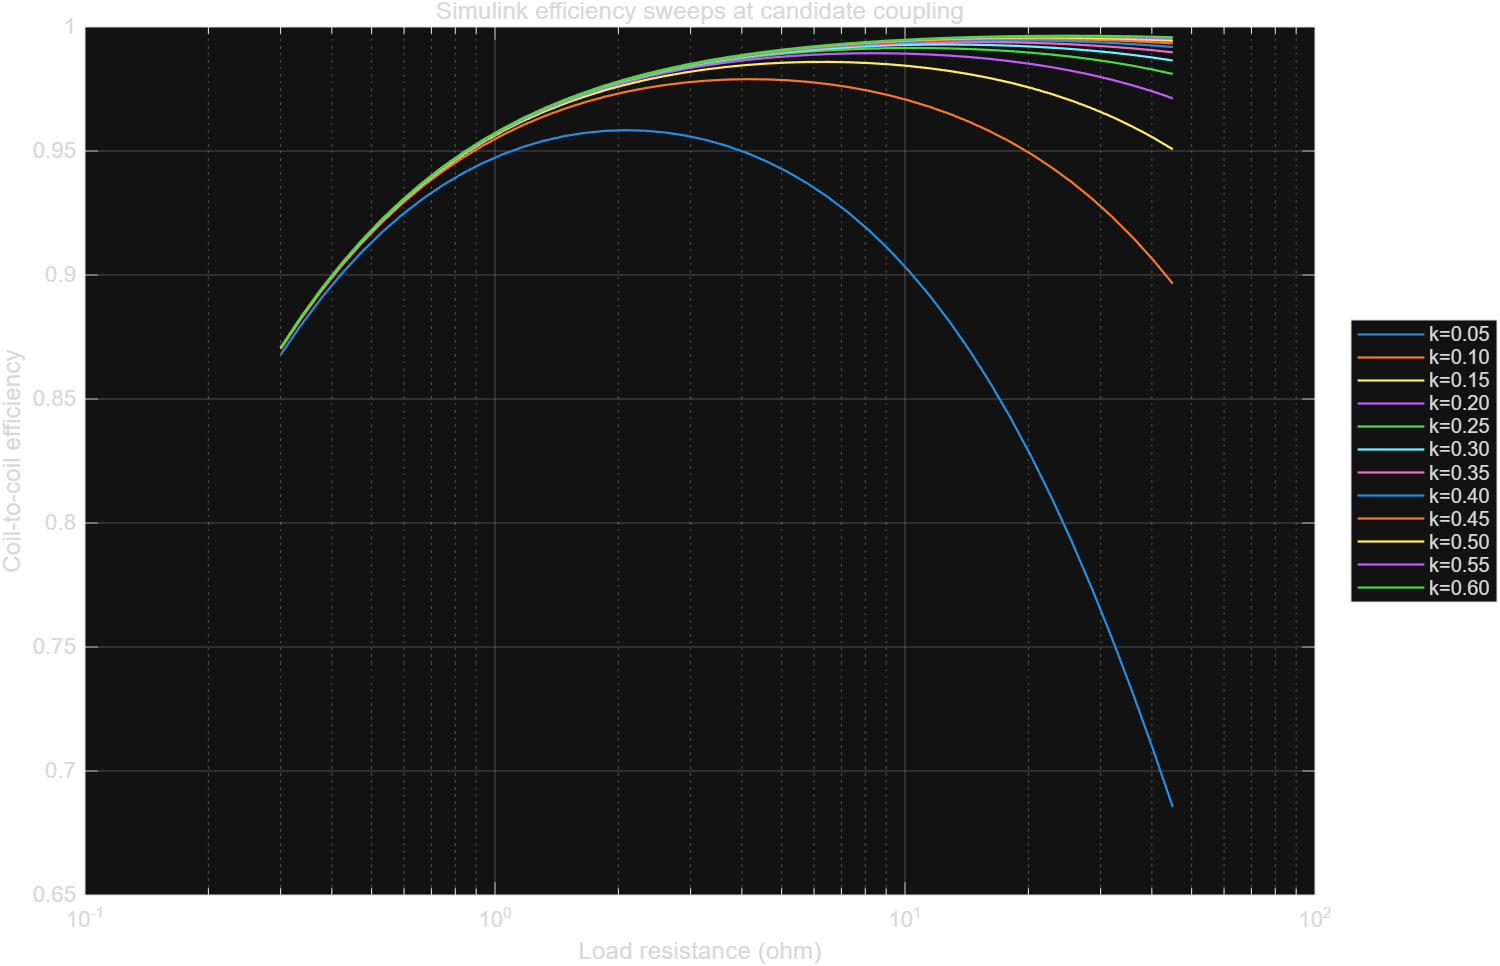 Simulink efficiency sweeps at candidate coupling
1
0.95
0.9
0.85
0.8
0.75
0.7
0.65
Coil-to-coil efficiency
10^-1
10^0
10^1
10^2
Load resistance (ohm)
k=0.05
k=0.10
k=0.15
k=0.20
k=0.25
k=0.30
k=0.35
k=0.40
k=0.45
k=0.50
k=0.55
k=0.60